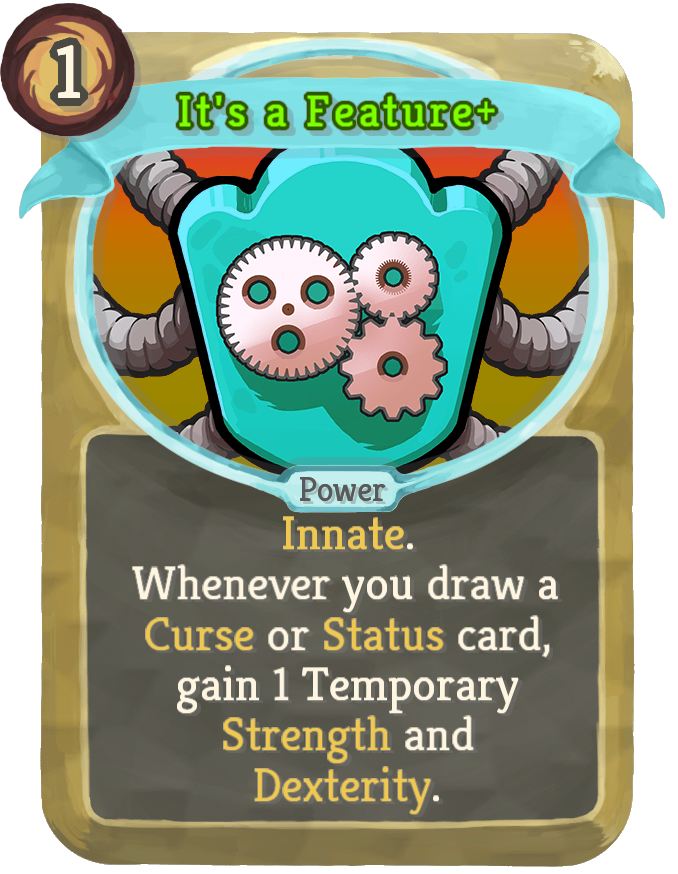 1
It's a Feature+
Power
Innate.
Whenever you draw a
Curse or Status card,
gain 1 Temporary
Strength and
Dexterity.